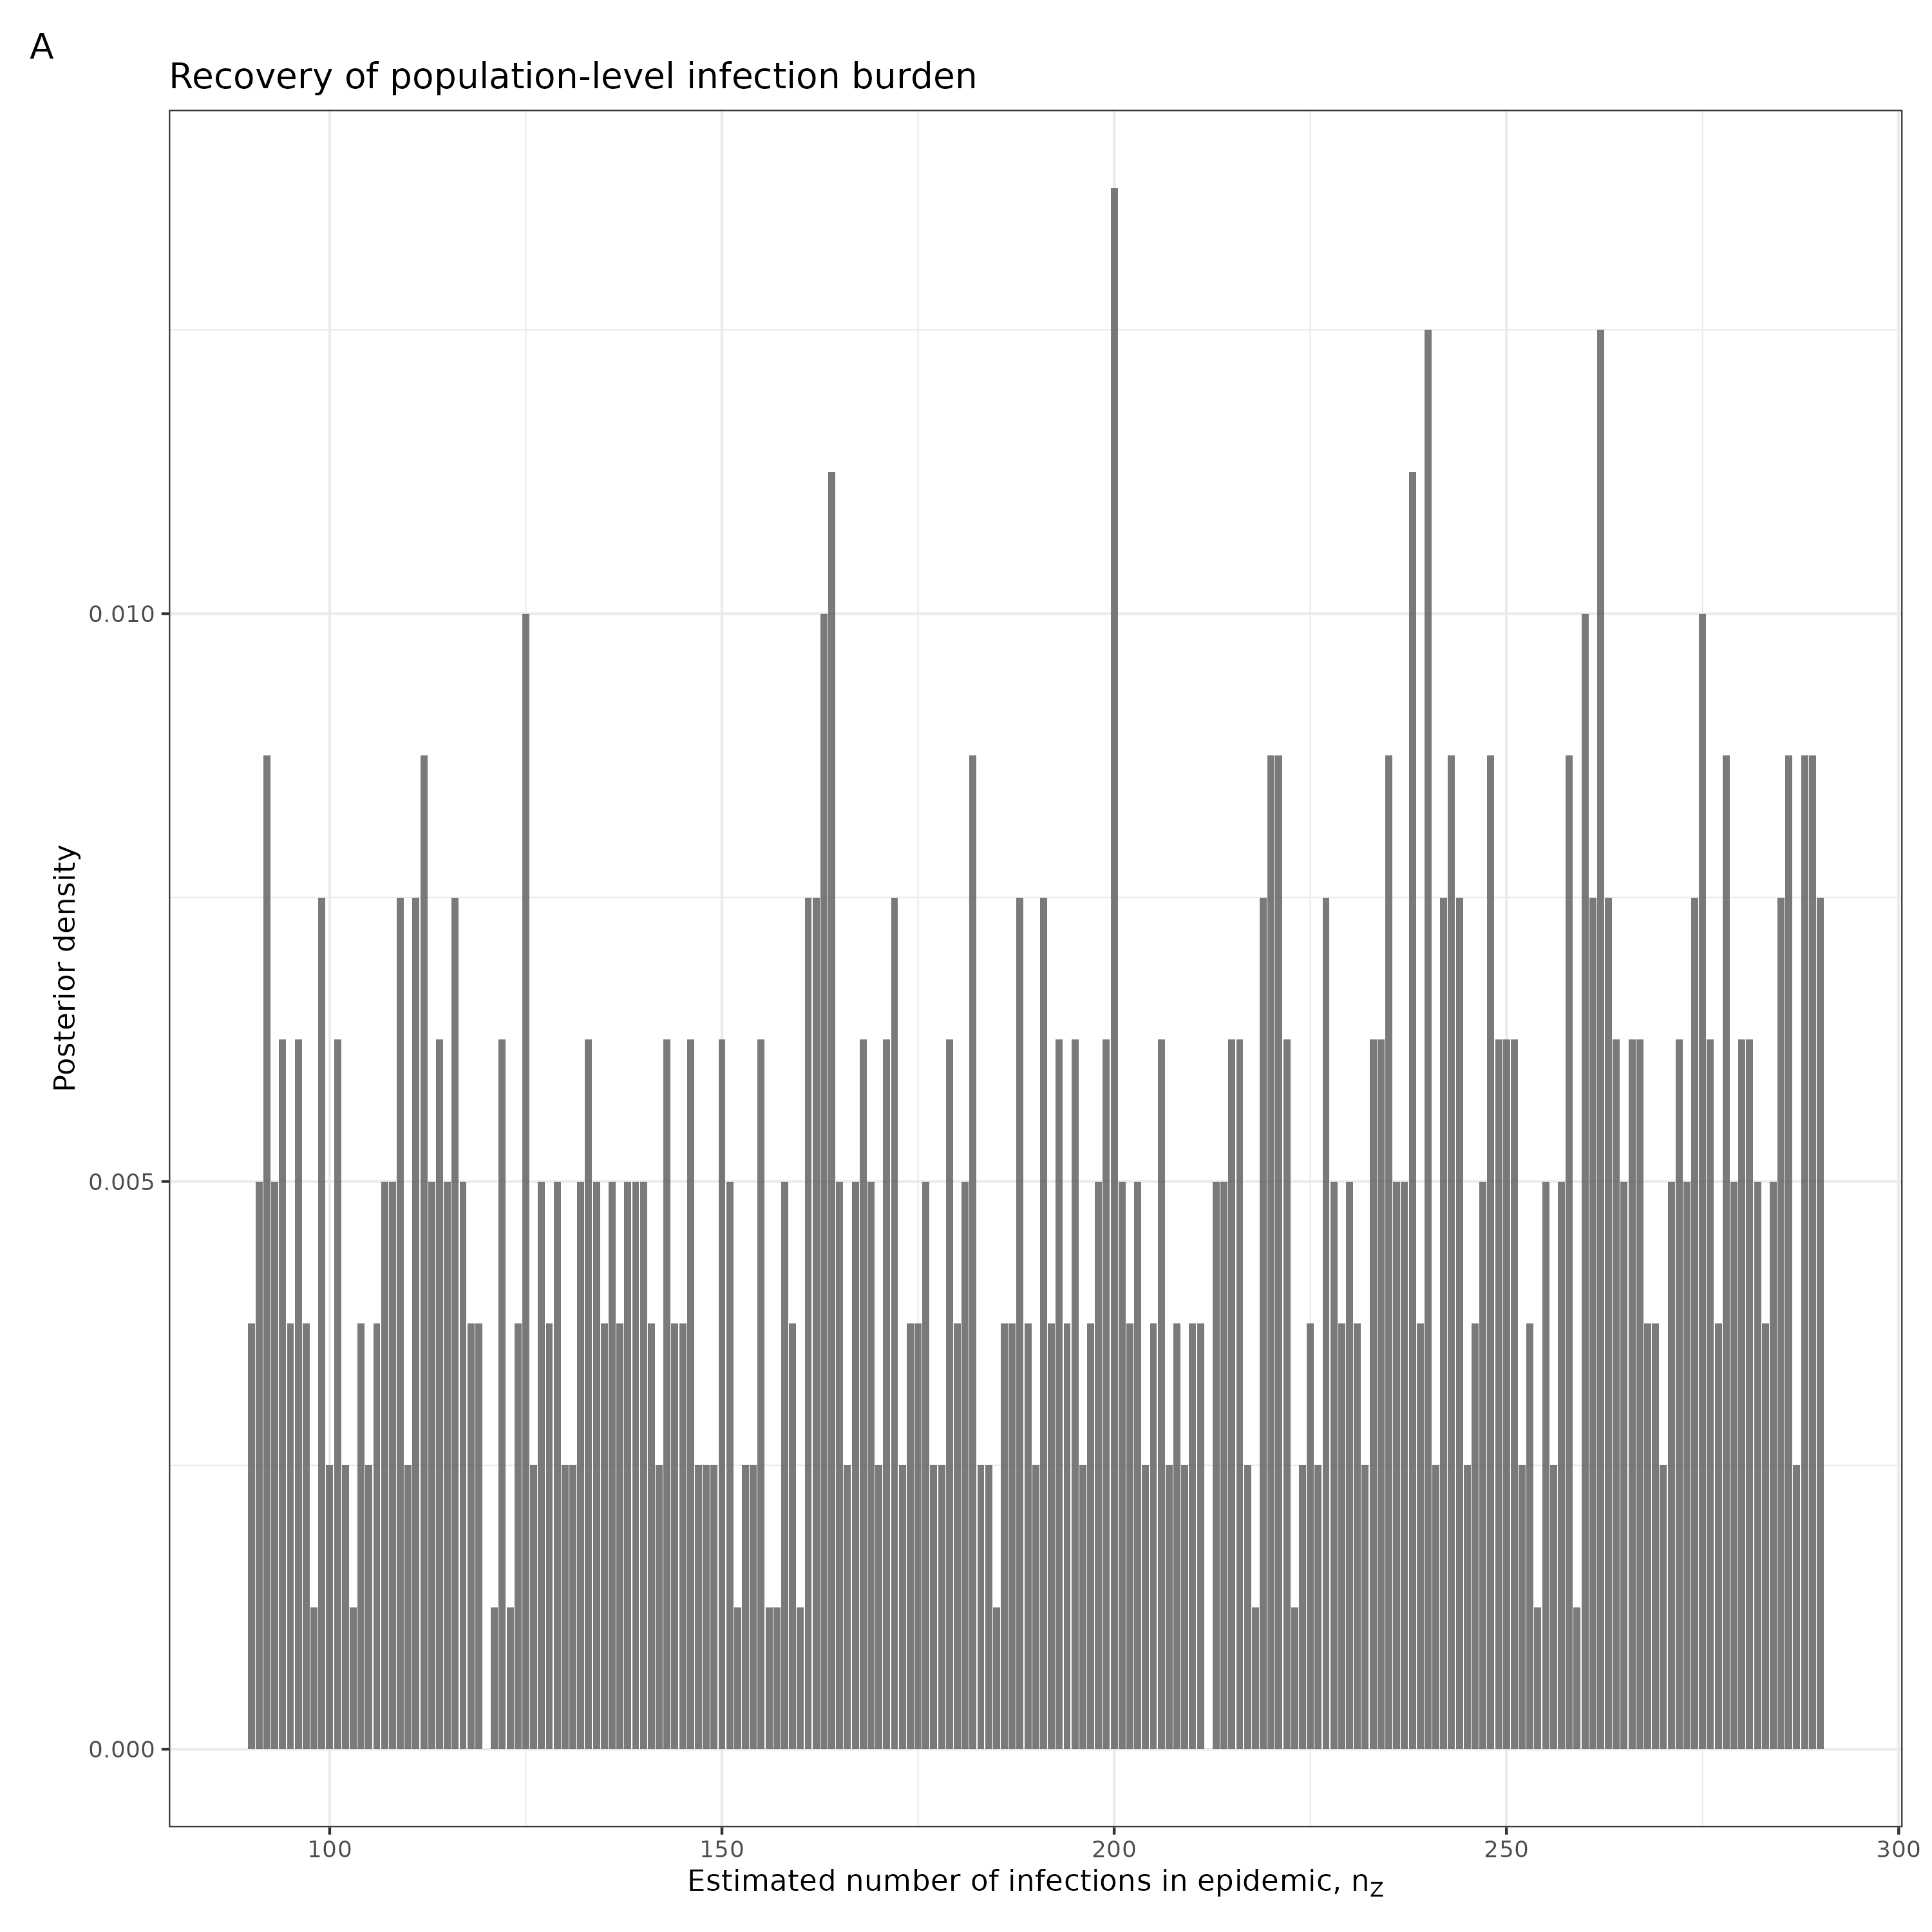 A
Recovery of population-level infection burden
Posterior density
0.010
0.005
0.000
100 150 200 250 300
Estimated number of infections in epidemic, nZ